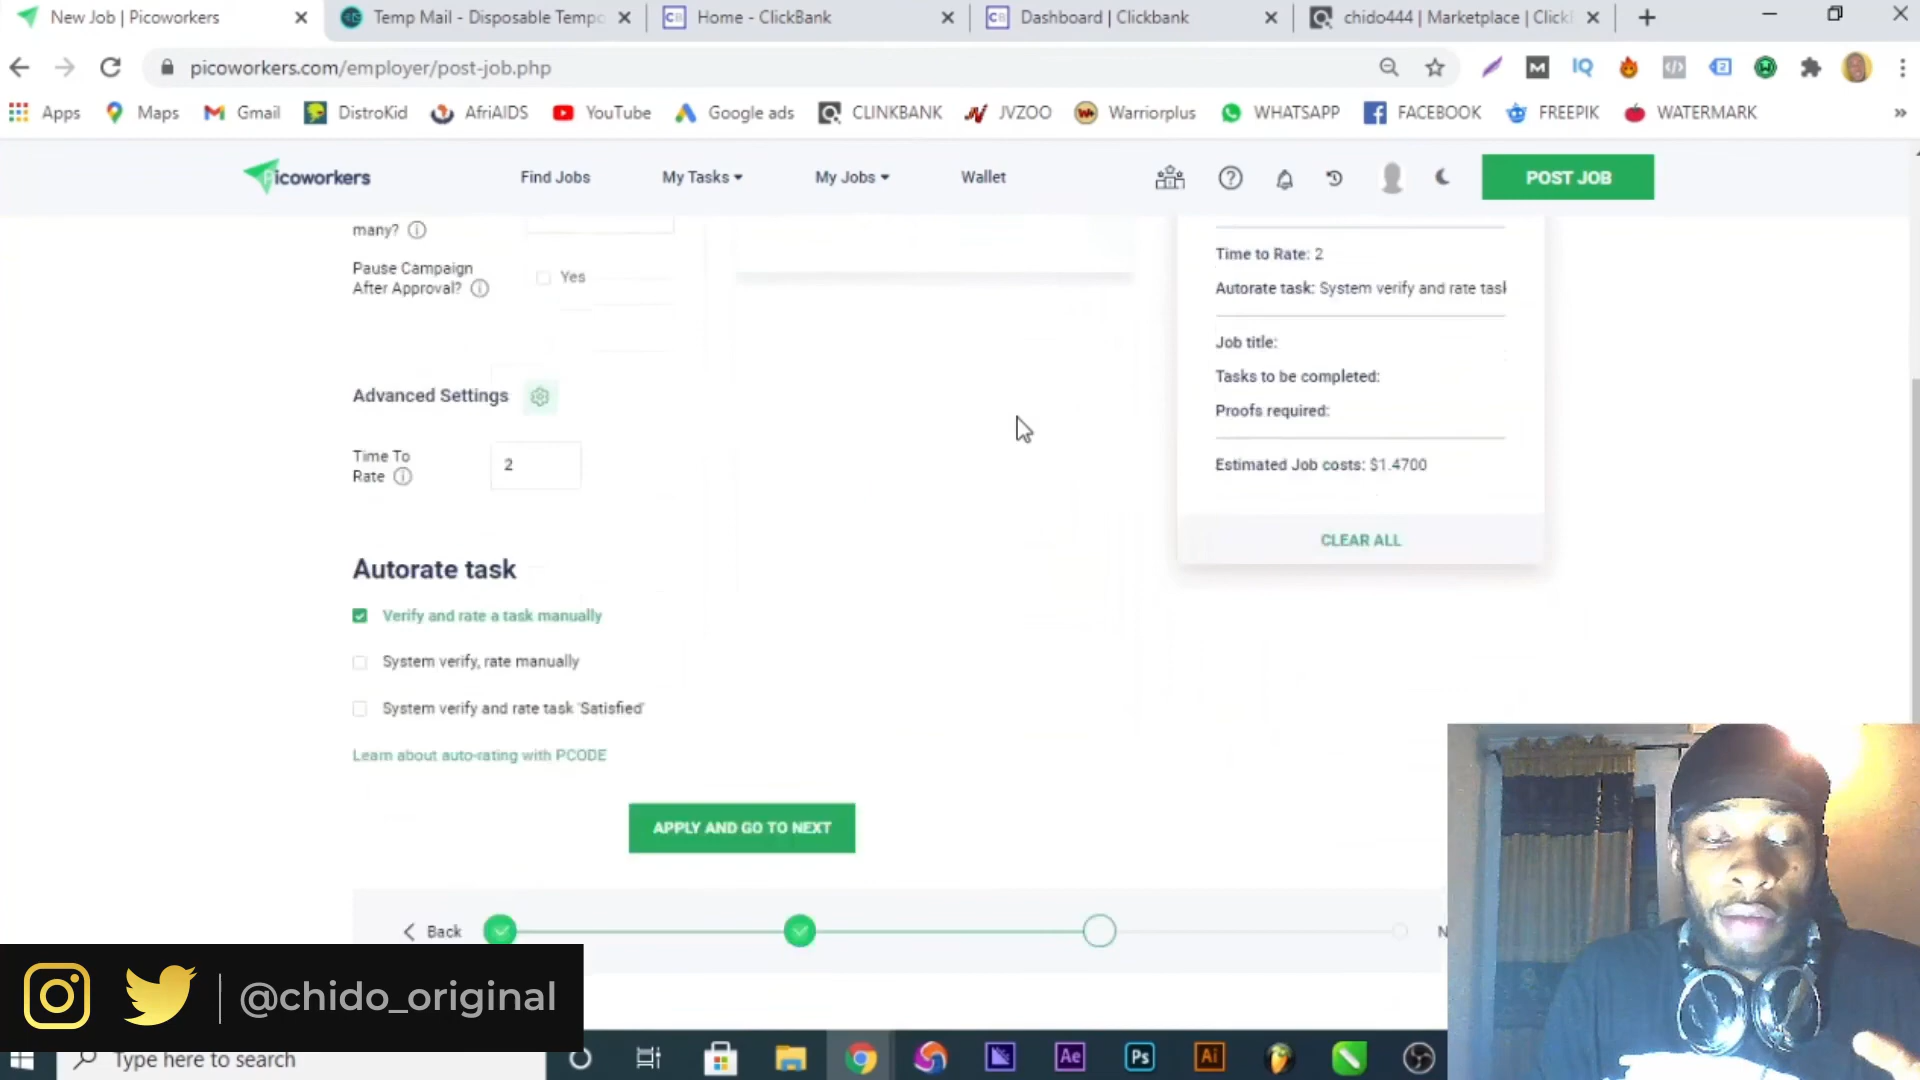 New Job | Picoworkers
Temp Mail - Disposable Tempo
Home - ClickBank
Dashboard | Clickbank
chido444 | Marketplace | Click
picoworkers.com/employer/post-job.php
Apps
Maps
Gmail
DistroKid
AfriAIDS
YouTube
Google ads
CLINKBANK
JVZOO
Warriorplus
WHATSAPP
FACEBOOK
FREEPIK
WATERMARK
picoworkers
Find Jobs
My Tasks
My Jobs
Wallet
POST JOB
many?
Pause Campaign
After Approval?
Yes
Advanced Settings
Time To
Rate
2
Autorate task
Verify and rate a task manually
System verify, rate manually
System verify and rate task 'Satisfied'
Learn about auto-rating with PCODE
APPLY AND GO TO NEXT
Time to Rate: 2
Autorate task: System verify and rate task
Job title:
Tasks to be completed:
Proofs required:
Estimated Job costs: $1.4700
CLEAR ALL
Back
N
@chido_original
Type here to search
Ae
Ps
Ai